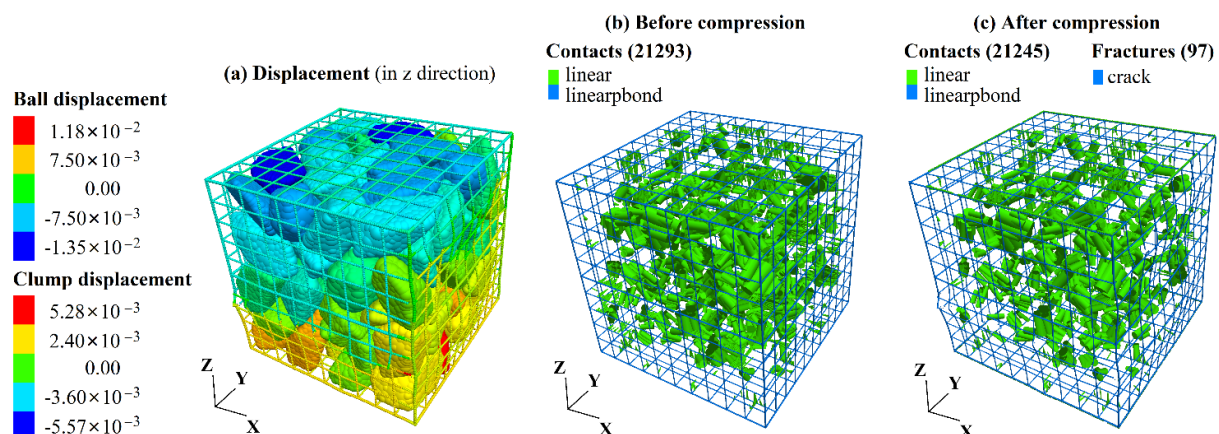 (a) Displacement (in z direction)
Ball displacement
1.18×10⁻²
7.50×10⁻³
0.00
-7.50×10⁻³
-1.35×10⁻²
Clump displacement
5.28×10⁻³
2.40×10⁻³
0.00
-3.60×10⁻³
-5.57×10⁻³
Z
Y
X
(b) Before compression
Contacts (21293)
linear
linearpbond
Z
Y
X
(c) After compression
Contacts (21245)
linear
linearpbond
Fractures (97)
crack
Z
Y
X